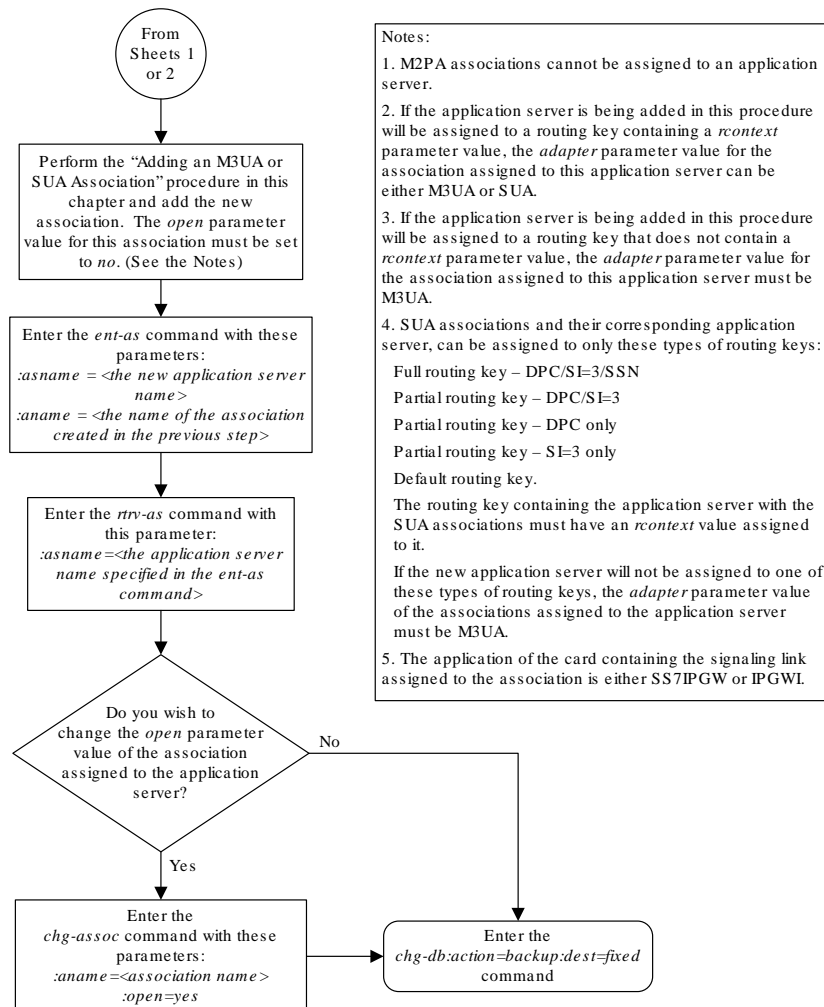 From
Sheets 1
or 2
Perform the “Adding an M3UA or
SUA Association” procedure in this
chapter and add the new
association. The open parameter
value for this association must be set
to no. (See the Notes)
Enter the ent-as command with these
parameters:
:asname = <the new application server
name>
:aname = <the name of the association
created in the previous step>
Enter the rtrv-as command with
this parameter:
:asname=<the application server
name specified in the ent-as
command>
Do you wish to
change the open parameter
value of the association
assigned to the application
server?
No
Yes
Enter the
chg-assoc command with these
parameters:
:aname=<association name>
:open=yes
Enter the
chg-db:action=backup:dest=fixed
command
Notes:
1. M2PA associations cannot be assigned to an application
server.
2. If the application server is being added in this procedure
will be assigned to a routing key containing a rcontext
parameter value, the adapter parameter value for the
association assigned to this application server can be
either M3UA or SUA.
3. If the application server is being added in this procedure
will be assigned to a routing key that does not contain a
rcontext parameter value, the adapter parameter value for
the association assigned to this application server must be
M3UA.
4. SUA associations and their corresponding application
server, can be assigned to only these types of routing keys:
Full routing key – DPC/SI=3/SSN
Partial routing key – DPC/SI=3
Partial routing key – DPC only
Partial routing key – SI=3 only
Default routing key.
The routing key containing the application server with the
SUA associations must have an rcontext value assigned
to it.
If the new application server will not be assigned to one of
these types of routing keys, the adapter parameter value
of the associations assigned to the application server
must be M3UA.
5. The application of the card containing the signaling link
assigned to the association is either SS7IPGW or IPGWI.